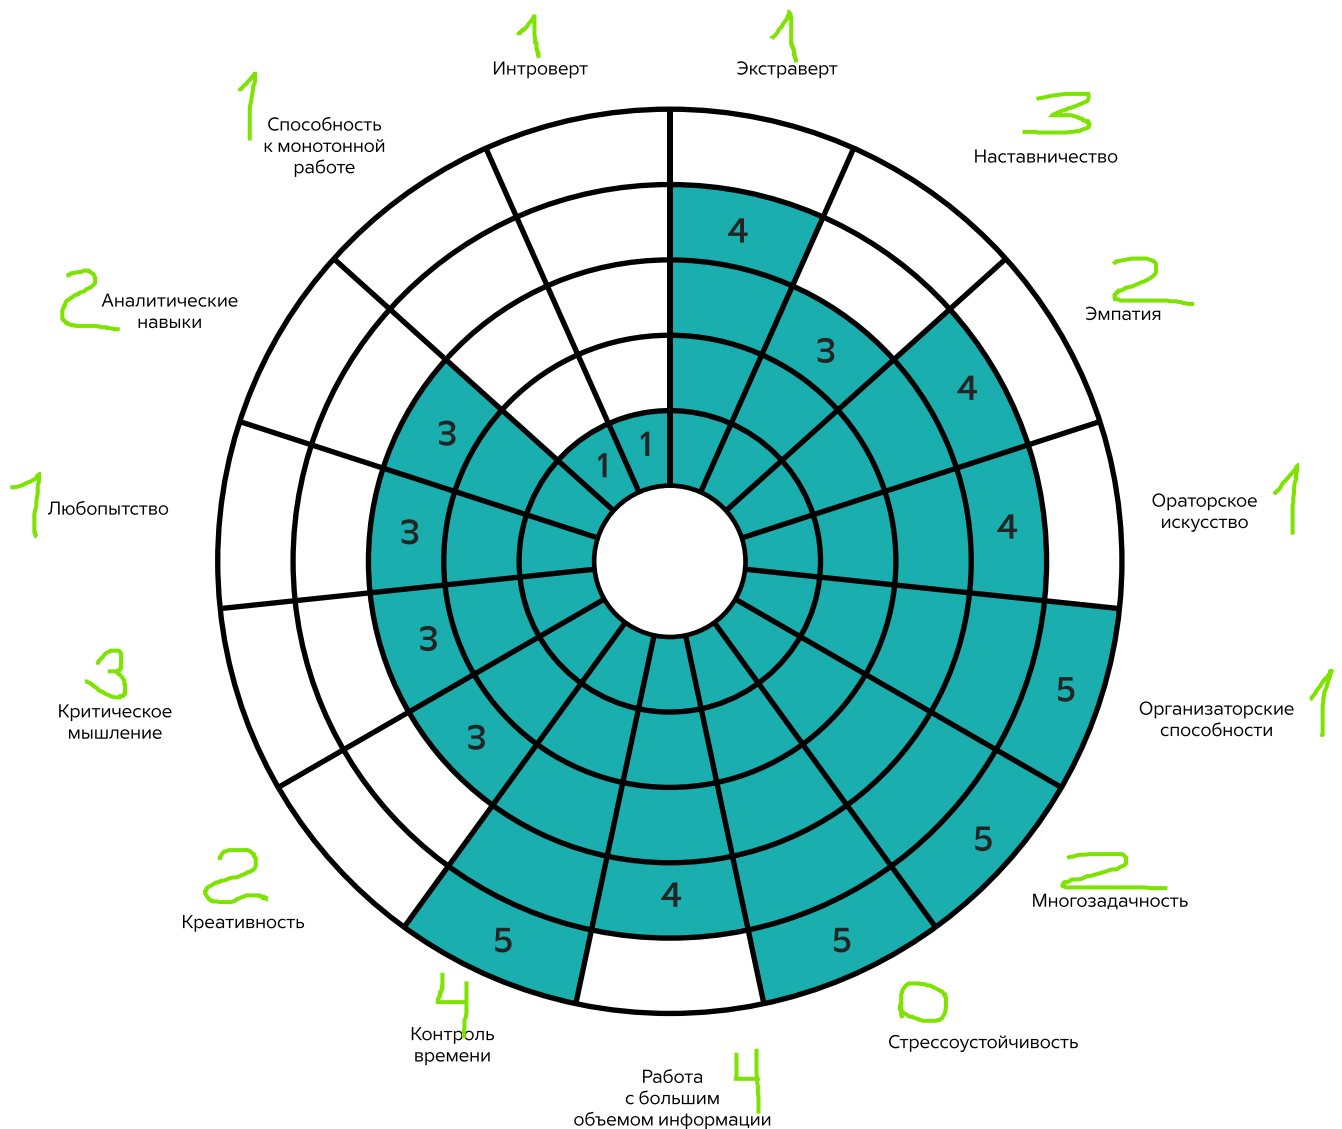 1
Интроверт
1
Экстраверт
3
Наставничество
2
Эмпатия
Ораторское
искусство
1
Организаторские
способности
1
2
Многозадачность
0
Стрессоустойчивость
4
Работа
с большим
объемом информации
4
Контроль
времени
2
Креативность
3
Критическое
мышление
1
Любопытство
2
Аналитические
навыки
1
Способность
к монотонной
работе
4
3
4
4
5
5
5
4
5
3
3
3
3
1
1